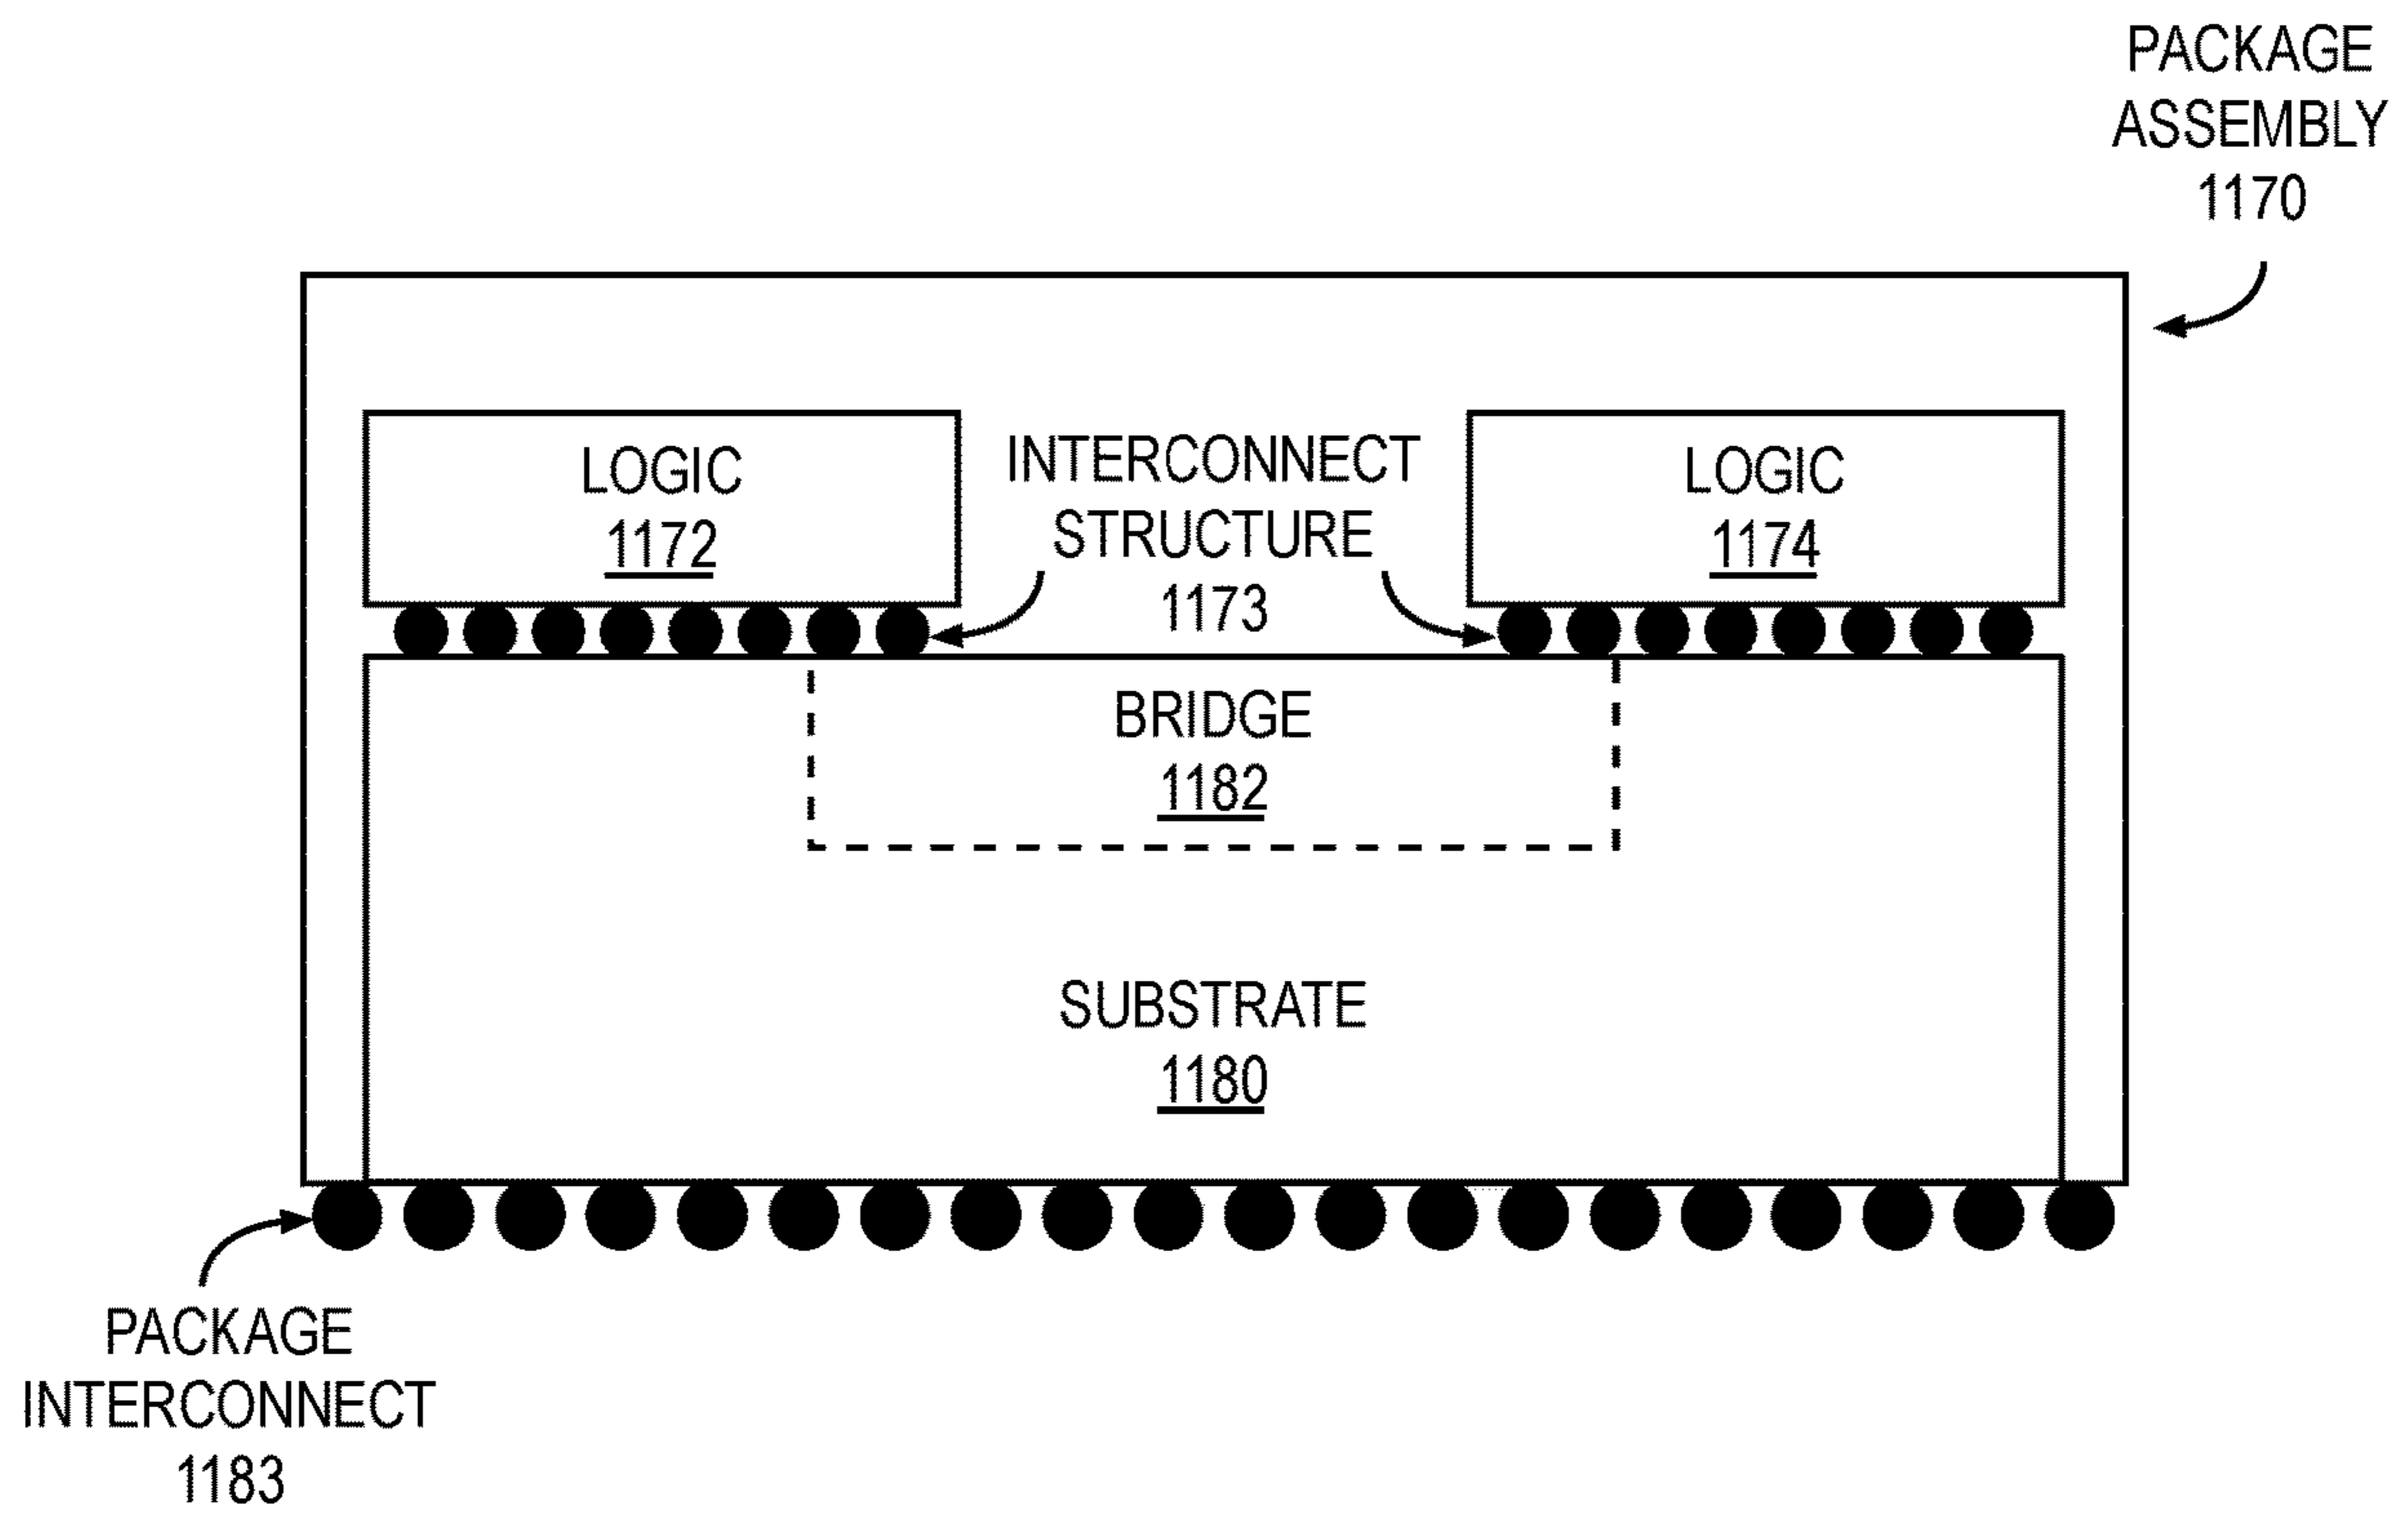 PACKAGE
ASSEMBLY
1170
LOGIC
1172
INTERCONNECT
STRUCTURE
1173
LOGIC
1174
BRIDGE
1182
SUBSTRATE
1180
PACKAGE
INTERCONNECT
1183